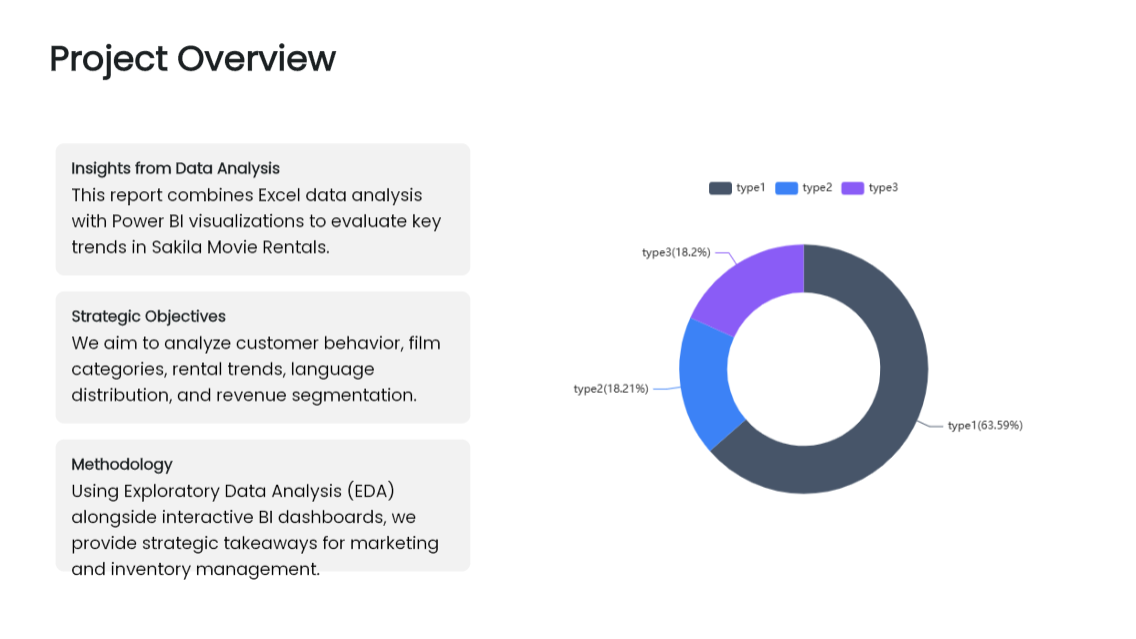 Project Overview
Insights from Data Analysis
This report combines Excel data analysis
with Power BI visualizations to evaluate key
trends in Sakila Movie Rentals.
Strategic Objectives
We aim to analyze customer behavior, film
categories, rental trends, language
distribution, and revenue segmentation.
Methodology
Using Exploratory Data Analysis (EDA)
alongside interactive BI dashboards, we
provide strategic takeaways for marketing
and inventory management.
type1 type2 type3
type3(18.2%)
type2(18.21%)
type1(63.59%)